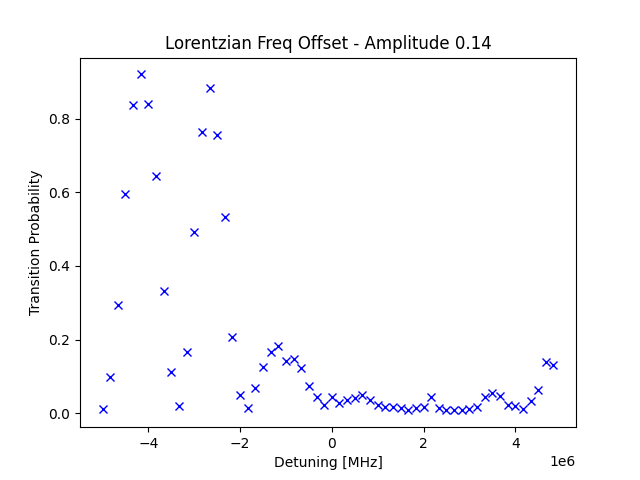 Lorentzian Freq Offset - Amplitude 0.14
Transition Probability
0.8
0.6
0.4
0.2
0.0
−4
−2
0
2
4
1e6
Detuning [MHz]